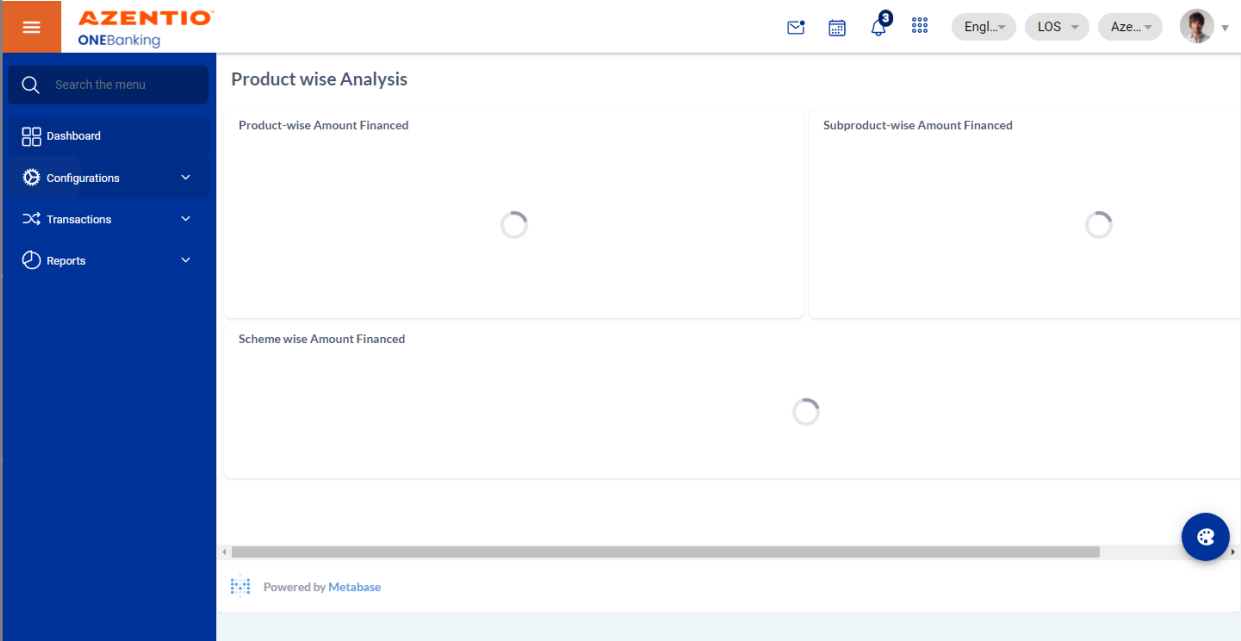 AZENTIO™
ONEBanking
3
Engl...
LOS
Aze...
Search the menu
Dashboard
Configurations
Transactions
Reports
Product wise Analysis
Product-wise Amount Financed
Subproduct-wise Amount Financed
Scheme wise Amount Financed
Powered by Metabase